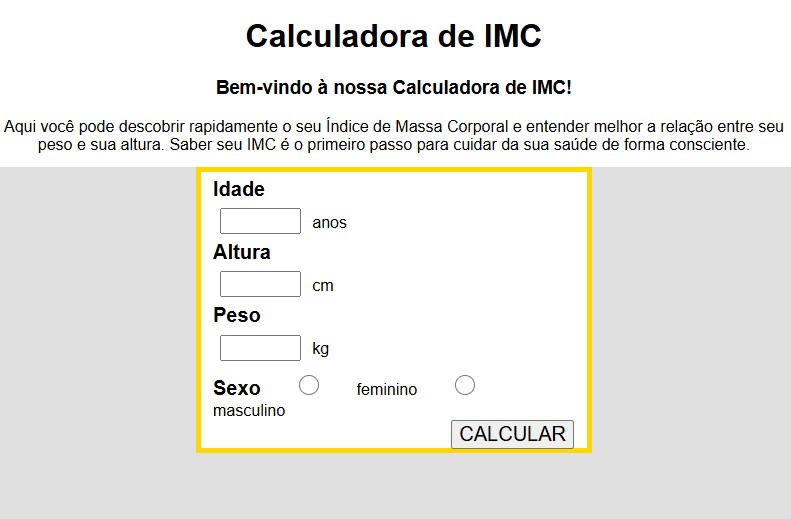 Calculadora de IMC
Bem-vindo à nossa Calculadora de IMC!
Aqui você pode descobrir rapidamente o seu Índice de Massa Corporal e entender melhor a relação entre seu
peso e sua altura. Saber seu IMC é o primeiro passo para cuidar da sua saúde de forma consciente.
Idade
anos
Altura
cm
Peso
kg
Sexo feminino
masculino
CALCULAR